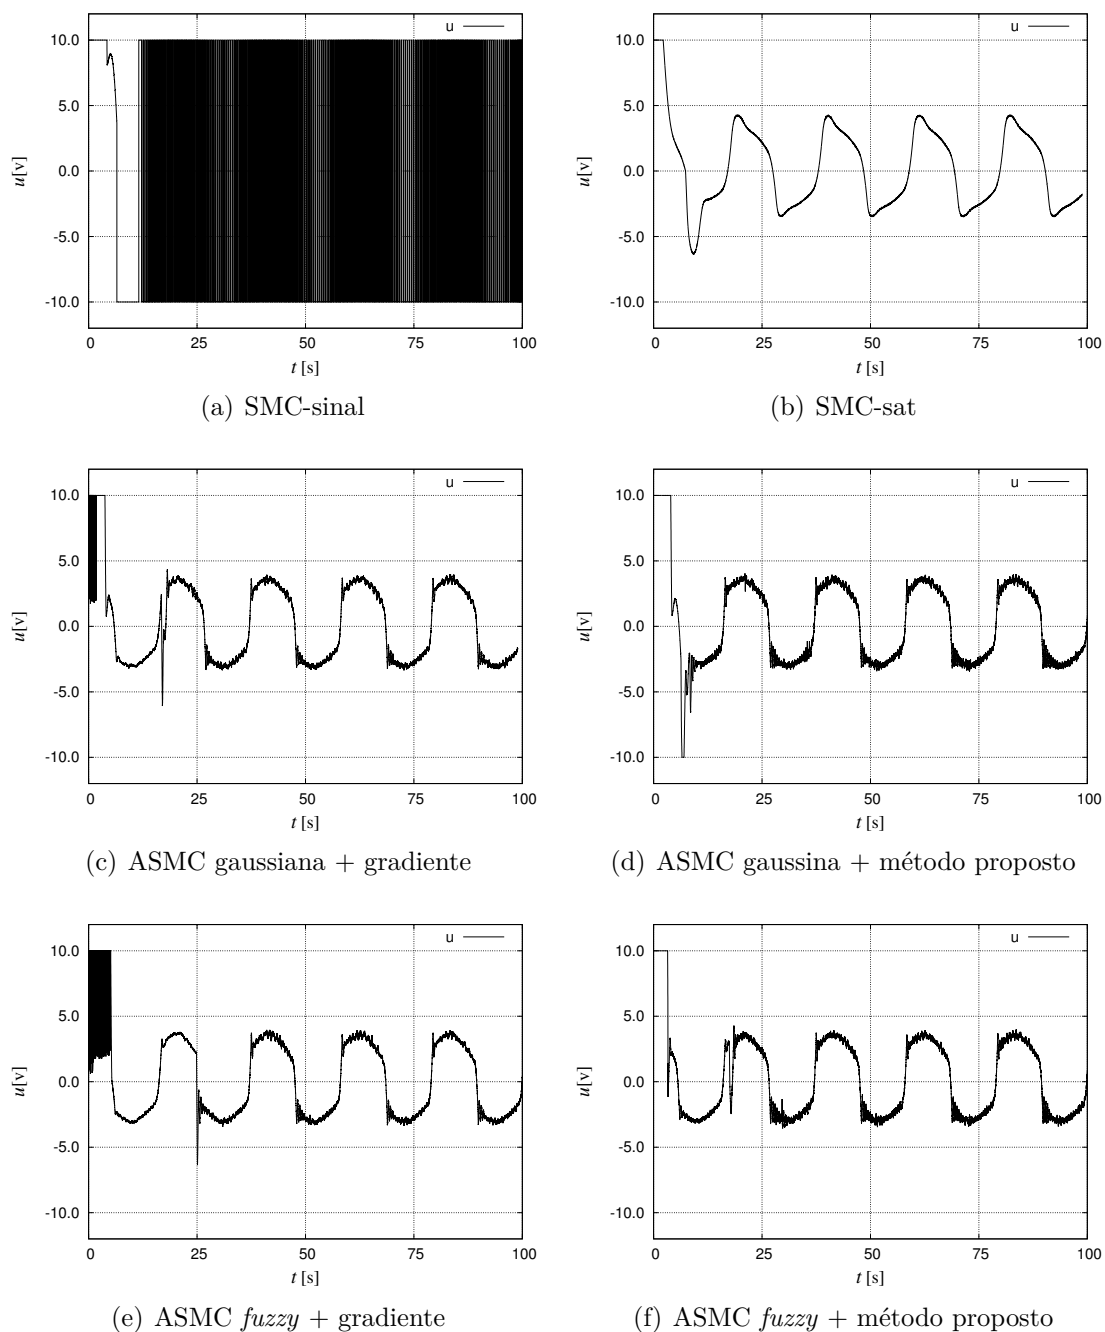 u
10.0
5.0
0.0
-5.0
-10.0
u[v]
0 25 50 75 100
t [s]
(a) SMC-sinal
u
10.0
5.0
0.0
-5.0
-10.0
u[v]
0 25 50 75 100
t [s]
(b) SMC-sat
u
10.0
5.0
0.0
-5.0
-10.0
u[v]
0 25 50 75 100
t [s]
(c) ASMC gaussiana + gradiente
u
10.0
5.0
0.0
-5.0
-10.0
u[v]
0 25 50 75 100
t [s]
(d) ASMC gaussina + método proposto
u
10.0
5.0
0.0
-5.0
-10.0
u[v]
0 25 50 75 100
t [s]
(e) ASMC fuzzy + gradiente
u
10.0
5.0
0.0
-5.0
-10.0
u[v]
0 25 50 75 100
t [s]
(f) ASMC fuzzy + método proposto